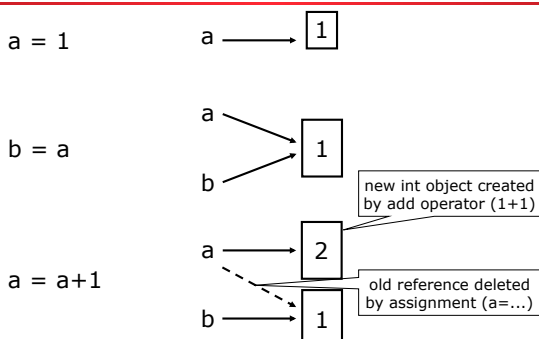 a = 1
a
1
b = a
a
b
1
new int object created
by add operator (1+1)
a = a+1
a
2
old reference deleted
by assignment (a=...)
b
1